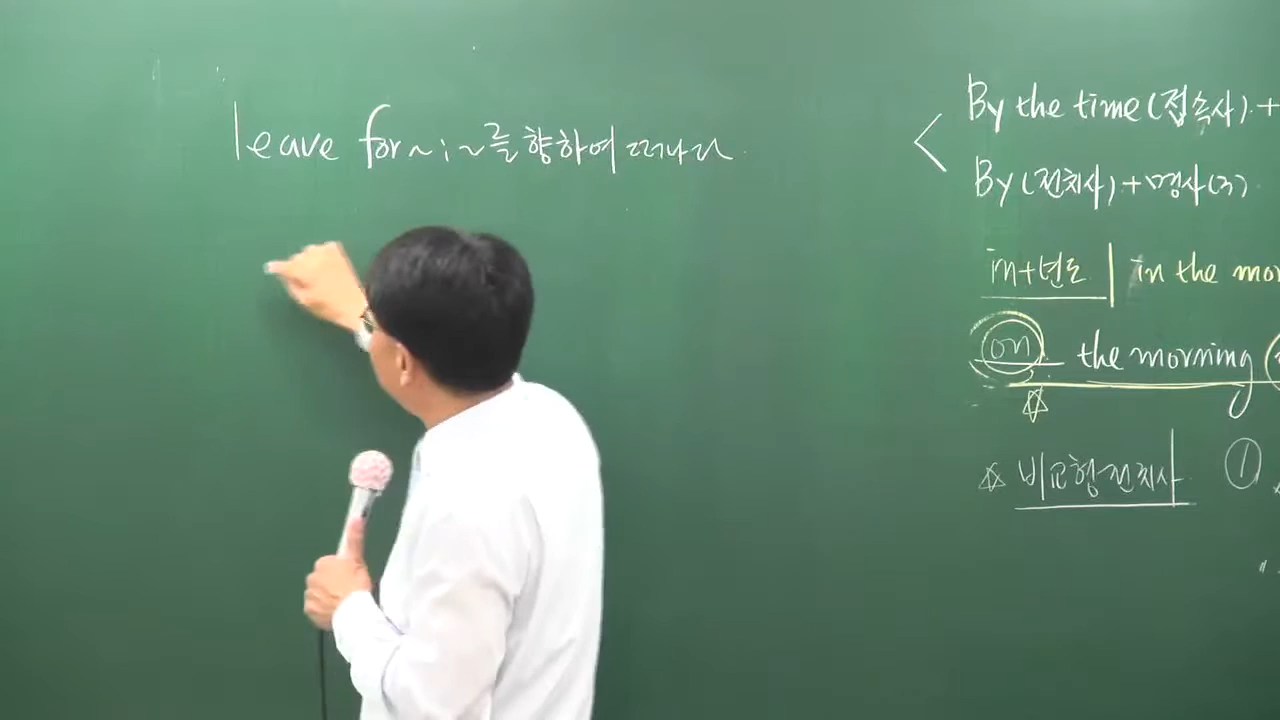 leave for~ : ~를 향하여 떠나다.
By the time (접속사) +
By (전치사) + 명사(구)
in+년도 | in the mo
on the morning
☆ 비교형전치사 ①